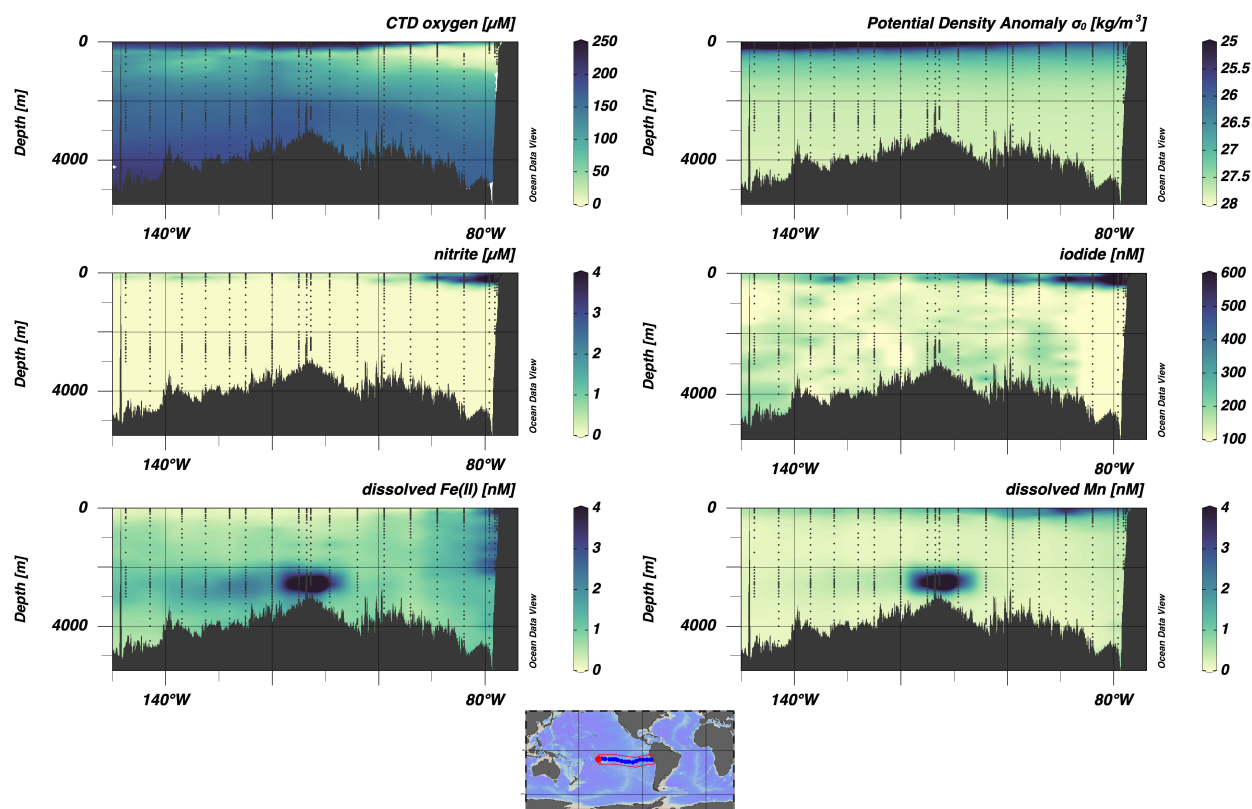 CTD oxygen [µM]
0
4000
Depth [m]
140°W
80°W
250
200
150
100
50
0
Ocean Data View
Potential Density Anomaly σ₀ [kg/m³]
0
4000
Depth [m]
140°W
80°W
25
25.5
26
26.5
27
27.5
28
Ocean Data View
nitrite [µM]
0
4000
Depth [m]
140°W
80°W
4
3
2
1
0
Ocean Data View
iodide [nM]
0
4000
Depth [m]
140°W
80°W
600
500
400
300
200
100
Ocean Data View
dissolved Fe(II) [nM]
0
4000
Depth [m]
140°W
80°W
4
3
2
1
0
Ocean Data View
dissolved Mn [nM]
0
4000
Depth [m]
140°W
80°W
4
3
2
1
0
Ocean Data View